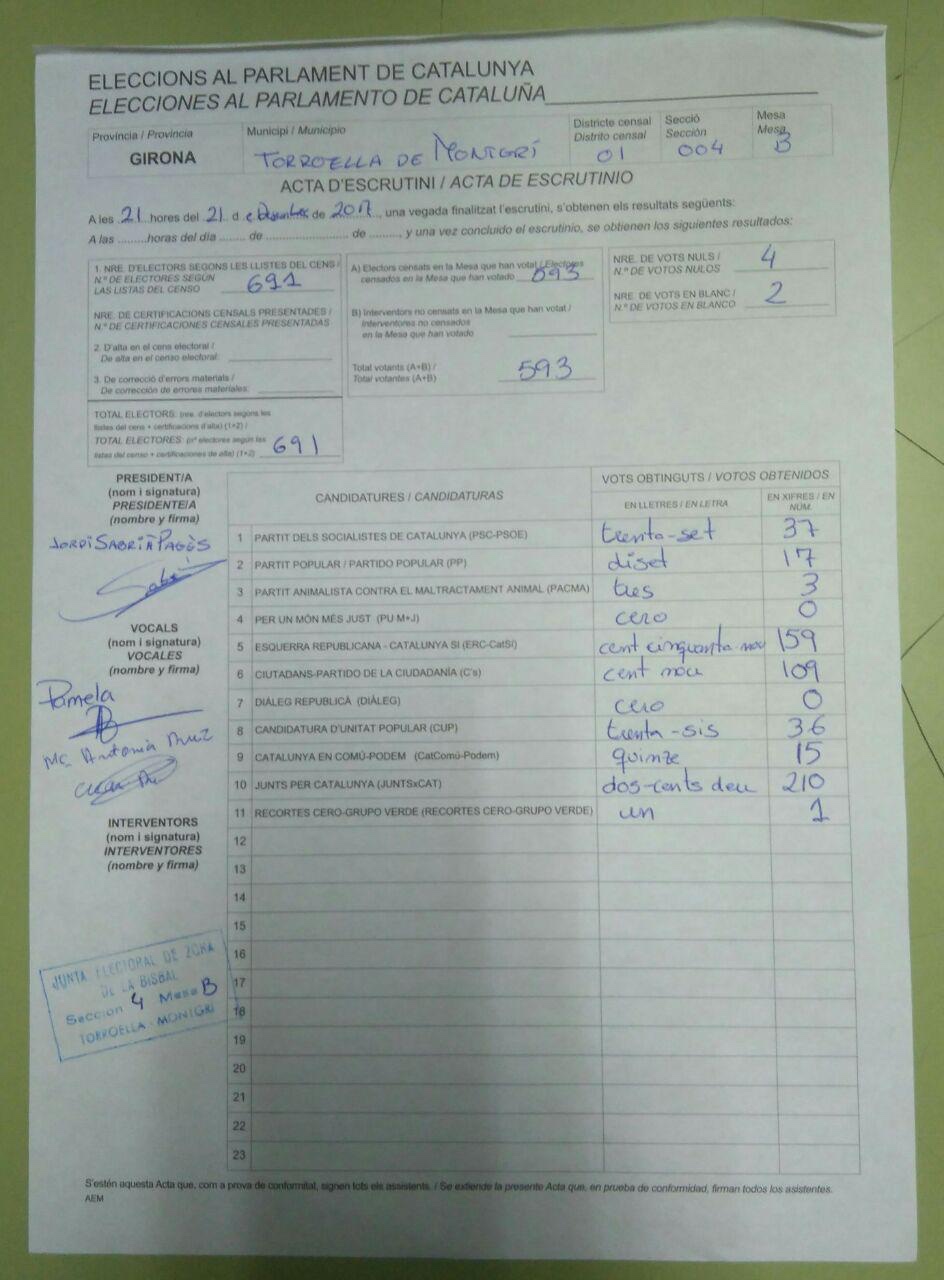 ELECCIONS AL PARLAMENT DE CATALUNYA
ELECCIONES AL PARLAMENTO DE CATALUÑA
Província / Provincia
GIRONA
Municipi / Municipio
TORROELLA DE MONTGRÍ
Districte censal
Distrito censal
01
Secció
Sección
004
Mesa
Mesa
B
ACTA D'ESCRUTINI / ACTA DE ESCRUTINIO
A les 21 hores del 21 d e Desembre de 2017, una vegada finalitzat l'escrutini, s'obtenen els resultats següents:
A las .........horas del día ....... de ...................... de ........, y una vez concluido el escrutinio, se obtienen los siguientes resultados:
1. NRE. D'ELECTORS SEGONS LES LLISTES DEL CENS /
N.º DE ELECTORES SEGÚN
LAS LISTAS DEL CENSO 691
NRE. DE CERTIFICACIONS CENSALS PRESENTADES /
N.º DE CERTIFICACIONES CENSALES PRESENTADAS
2. D'alta en el cens electoral /
De alta en el censo electoral:
3. De correcció d'errors materials /
De corrección de errores materiales:
TOTAL ELECTORS: (nre. d'electors segons les
llistes del cens + certificacions d'alta) (1+2) /
TOTAL ELECTORES: (nº electores según las
listas del censo + certificaciones de alta) (1+2) 691
A) Electors censats en la Mesa que han votat / Electores
censados en la Mesa que han votado 593
B) Interventors no censats en la Mesa que han votat /
Interventores no censados
en la Mesa que han votado
Total votants (A+B) /
Total votantes (A+B) 593
NRE. DE VOTS NULS /
N.º DE VOTOS NULOS 4
NRE. DE VOTS EN BLANC /
N.º DE VOTOS EN BLANCO 2
PRESIDENT/A
(nom i signatura)
PRESIDENTE/A
(nombre y firma)
JORDI SABRIÀ PAGÈS
Sabrià
VOCALS
(nom i signatura)
VOCALES
(nombre y firma)
Pamela
Mª Antonia Ruiz
INTERVENTORS
(nom i signatura)
INTERVENTORES
(nombre y firma)
JUNTA ELECTORAL DE ZONA
DE LA BISBAL
Sección 4 Mesa B
TORROELLA - MONTGRI
CANDIDATURES / CANDIDATURAS
VOTS OBTINGUTS / VOTOS OBTENIDOS
EN LLETRES / EN LETRA
EN XIFRES / EN NÚM.
1 PARTIT DELS SOCIALISTES DE CATALUNYA (PSC-PSOE) trenta-set 37
2 PARTIT POPULAR / PARTIDO POPULAR (PP) diset 17
3 PARTIT ANIMALISTA CONTRA EL MALTRACTAMENT ANIMAL (PACMA) tres 3
4 PER UN MÓN MÉS JUST (PU M+J) cero 0
5 ESQUERRA REPUBLICANA - CATALUNYA SI (ERC-CatSí) cent cinquanta-nou 159
6 CIUTADANS-PARTIDO DE LA CIUDADANÍA (C's) cent nou 109
7 DIÀLEG REPUBLICÀ (DIÀLEG) cero 0
8 CANDIDATURA D'UNITAT POPULAR (CUP) trenta-sis 36
9 CATALUNYA EN COMÚ-PODEM (CatComú-Podem) quinze 15
10 JUNTS PER CATALUNYA (JUNTSxCAT) dos-cents deu 210
11 RECORTES CERO-GRUPO VERDE (RECORTES CERO-GRUPO VERDE) un 1
12
13
14
15
16
17
18
19
20
21
22
23
S'estén aquesta Acta que, com a prova de conformitat, signen tots els assistents. / Se extiende la presente Acta que, en prueba de conformidad, firman todos los asistentes.
AEM